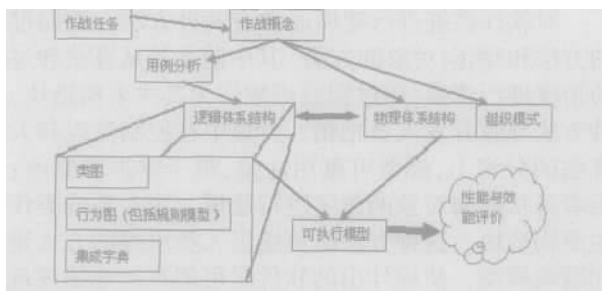 作战任务
作战概念
用例分析
逻辑体系结构
物理体系结构
组织模式
类图
行为图（包括规则模型）
集成字典
可执行模型
性能与效
能评价